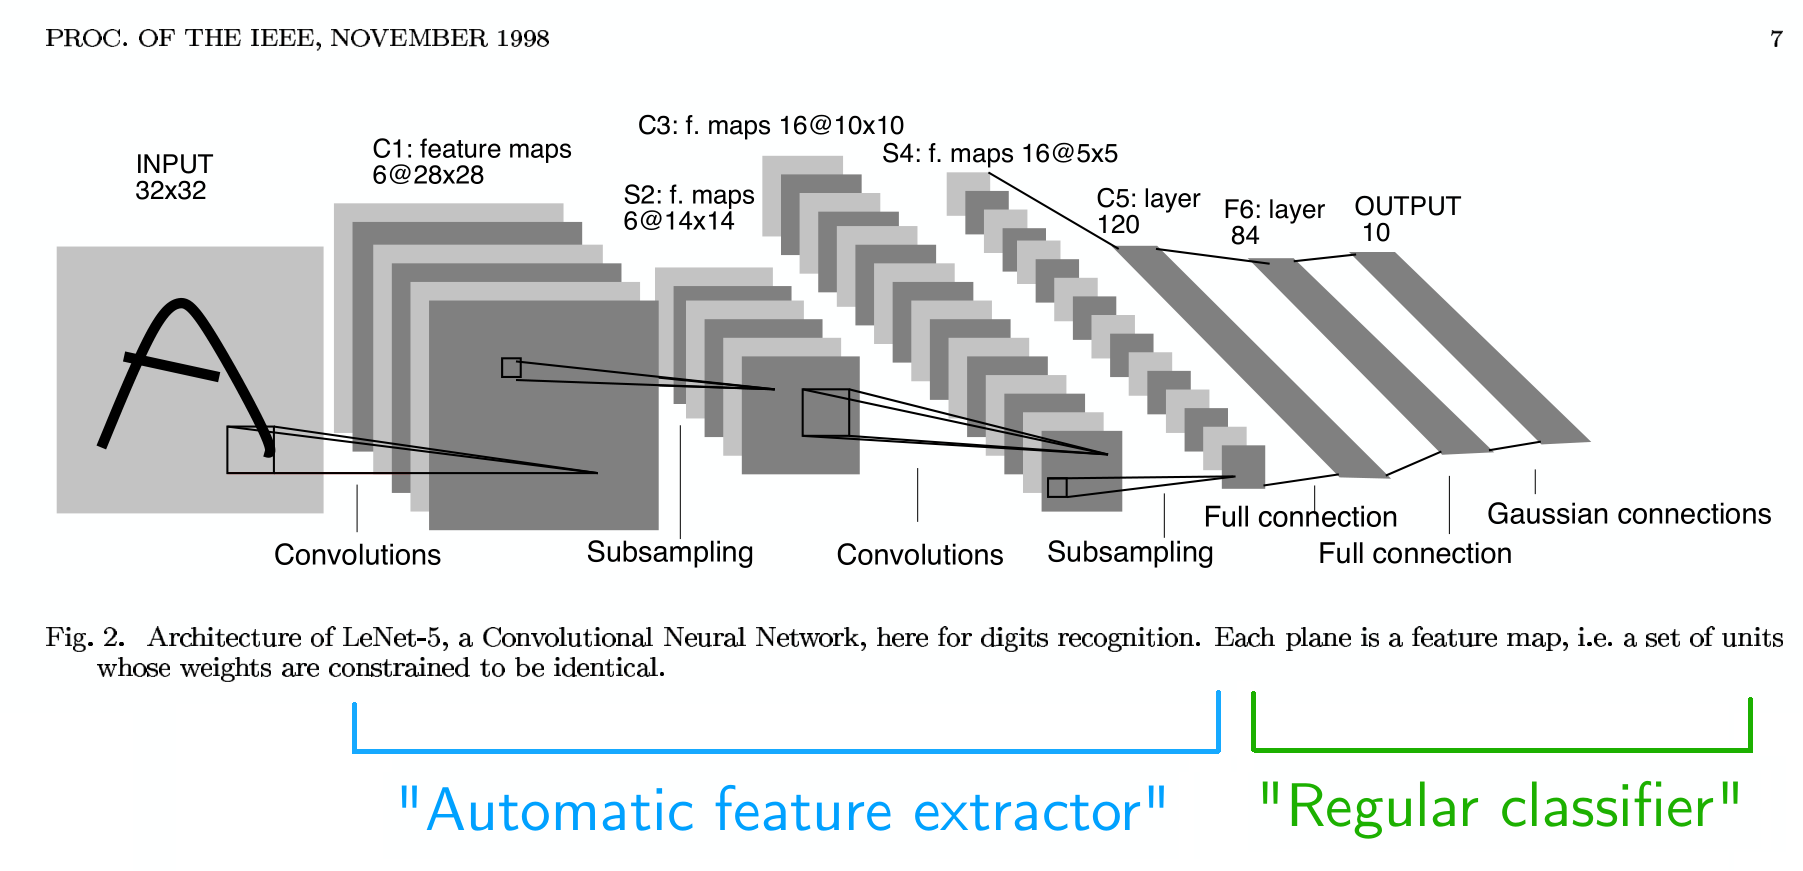 PROC. OF THE IEEE, NOVEMBER 1998
7
INPUT
32x32
C1: feature maps
6@28x28
S2: f. maps
6@14x14
C3: f. maps 16@10x10
S4: f. maps 16@5x5
C5: layer
120
F6: layer
84
OUTPUT
10
Convolutions
Subsampling
Convolutions
Subsampling
Full connection
Full connection
Gaussian connections
Fig. 2. Architecture of LeNet-5, a Convolutional Neural Network, here for digits recognition. Each plane is a feature map, i.e. a set of units
whose weights are constrained to be identical.
"Automatic feature extractor"
"Regular classifier"